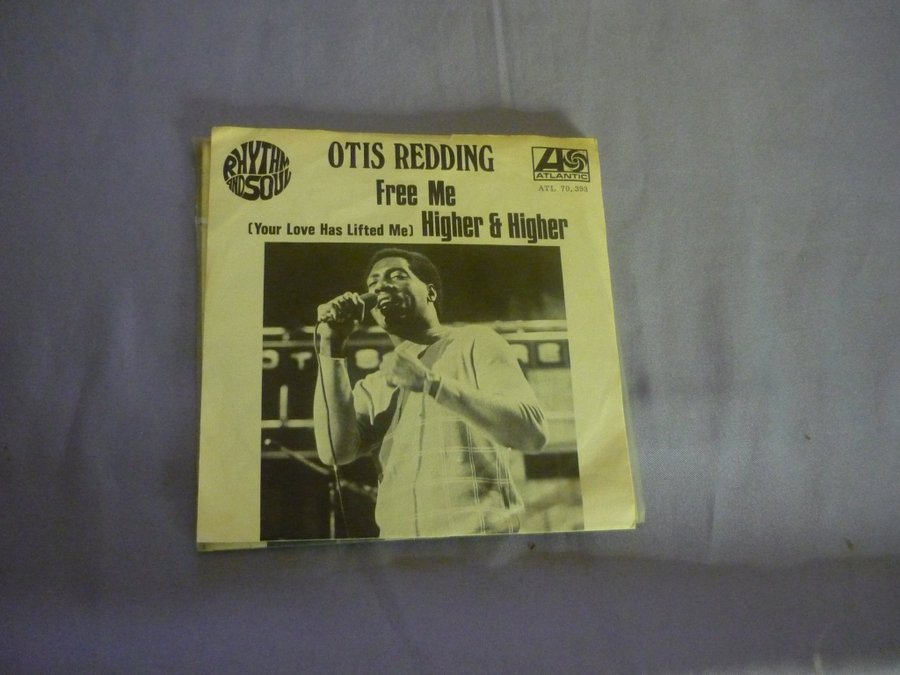 RHYTHM
AND SOUL
OTIS REDDING
ATLANTIC
ATL 70,393
Free Me
(Your Love Has Lifted Me) Higher & Higher